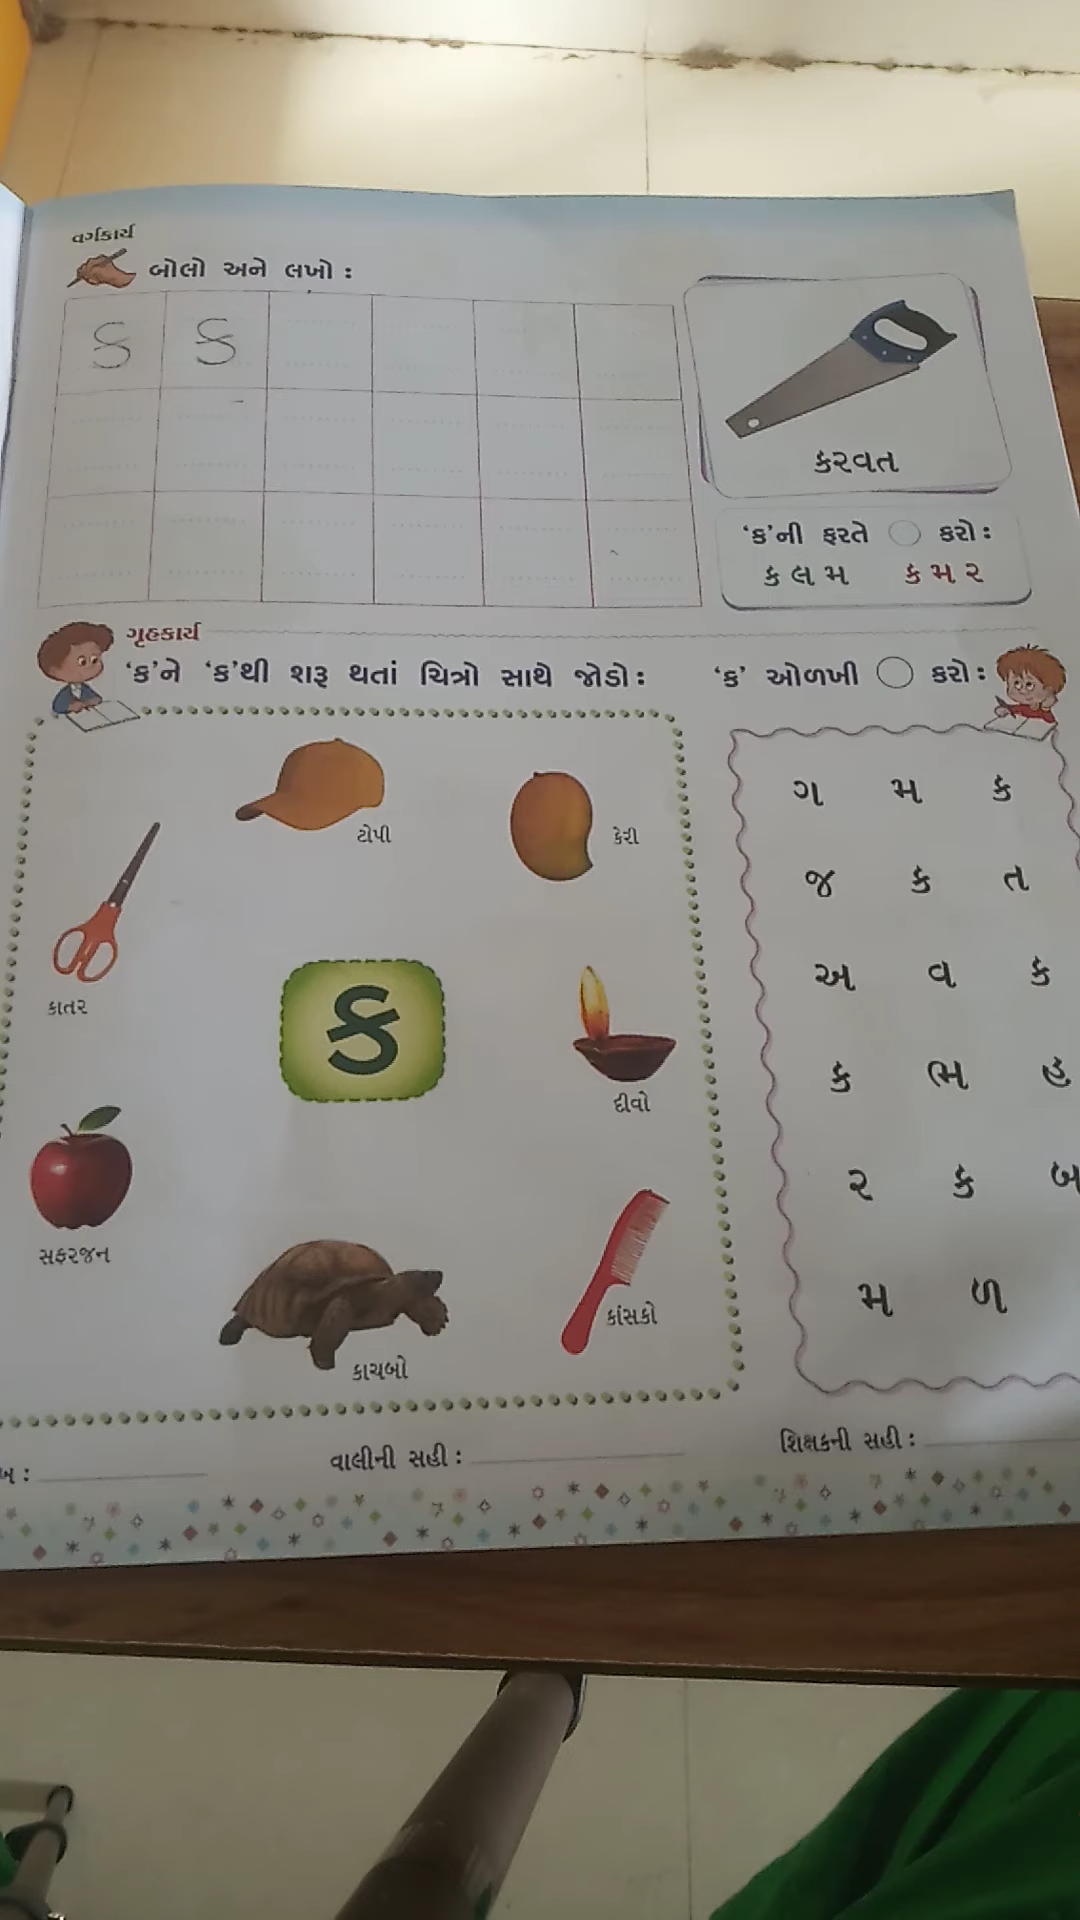 વર્ગકાર્ય
બોલો અને લખો :
ક ક
કરવત
‘ક’ની ફરતે ○ કરો :
ક લ મ ક મ ર
ગૃહકાર્ય
‘ક’ને ‘ક’થી શરૂ થતાં ચિત્રો સાથે જોડો :
ટોપી
કેરી
કાતર
ક
દીવો
સફરજન
કાંસકો
કાચબો
‘ક’ ઓળખી ○ કરો :
ગ મ ક
જ ક ત
અ વ ક
ક ભ હ
ર ક બ
મ ળ
વાલીની સહી :
શિક્ષકની સહી :